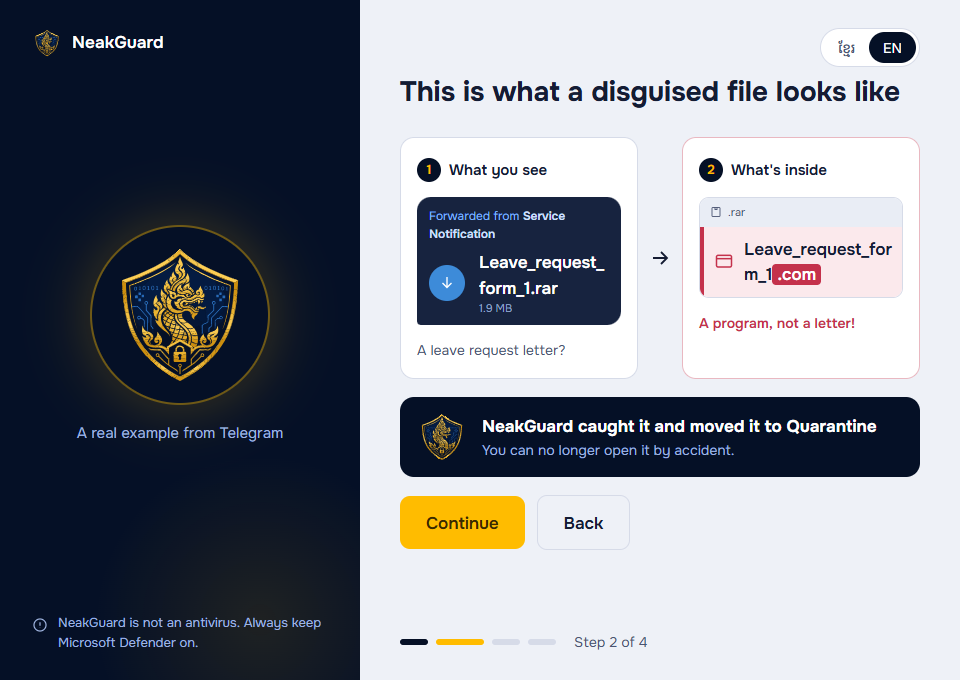 NeakGuard
A real example from Telegram
NeakGuard is not an antivirus. Always keep
Microsoft Defender on.
ខ្មែរ
EN
This is what a disguised file looks like
1 What you see
Forwarded from Service
Notification
Leave_request_
form_1.rar
1.9 MB
A leave request letter?
2 What's inside
.rar
Leave_request_for
m_1.com
A program, not a letter!
NeakGuard caught it and moved it to Quarantine
You can no longer open it by accident.
Continue
Back
Step 2 of 4